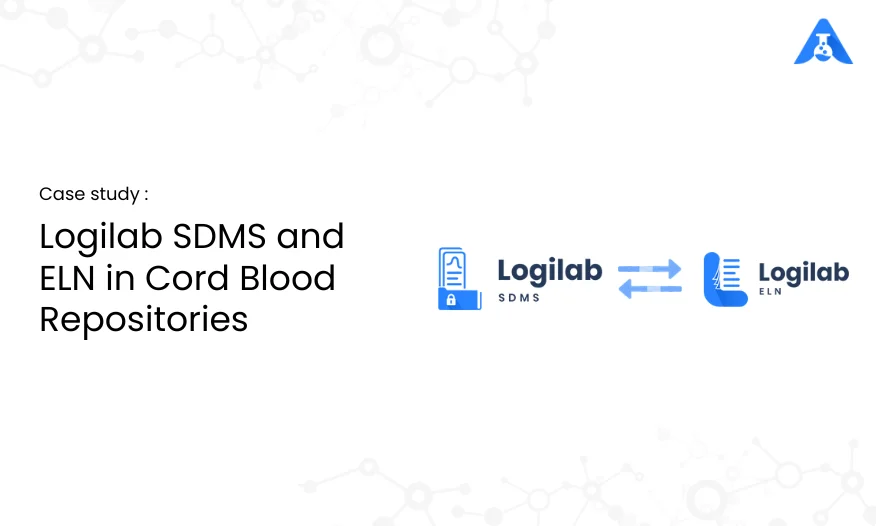 Case study :
Logilab SDMS and
ELN in Cord Blood
Repositories
Logilab
SDMS
Logilab
ELN